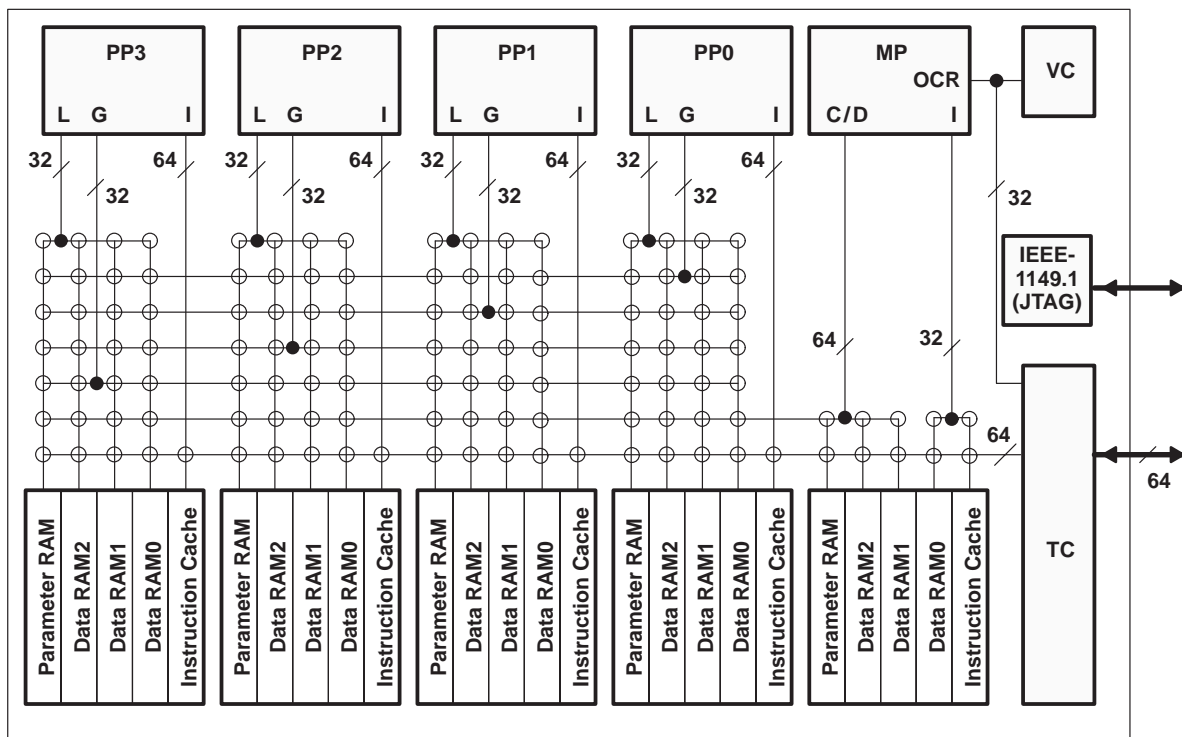 PP3
PP2
PP1
PP0
MP
OCR
VC
L G I
L G I
L G I
L G I
C/D I
32 64
32
32 64
32
32 64
32
32 64
32
32
IEEE-
1149.1
(JTAG)
64
32
64
64
TC
Parameter RAM
Data RAM2
Data RAM1
Data RAM0
Instruction Cache
Parameter RAM
Data RAM2
Data RAM1
Data RAM0
Instruction Cache
Parameter RAM
Data RAM2
Data RAM1
Data RAM0
Instruction Cache
Parameter RAM
Data RAM2
Data RAM1
Data RAM0
Instruction Cache
Parameter RAM
Data RAM2
Data RAM1
Data RAM0
Instruction Cache